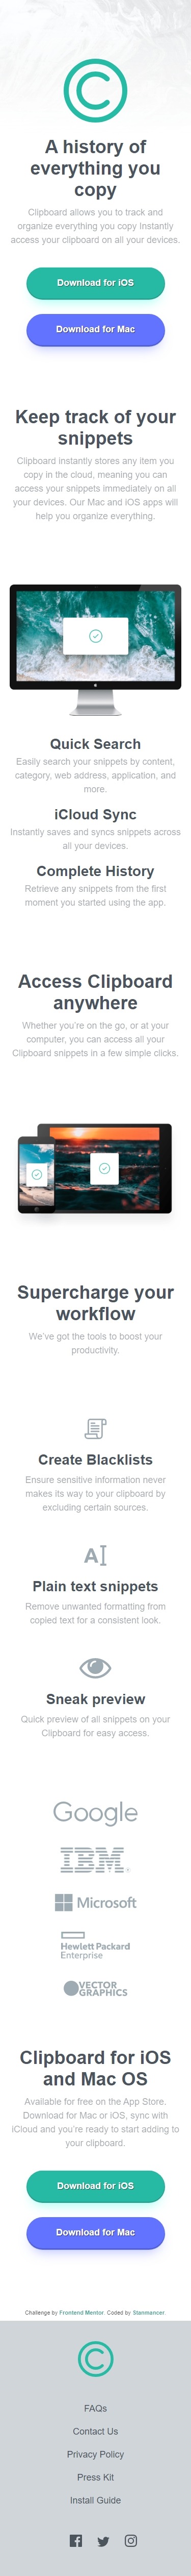 A history of
everything you
copy
Clipboard allows you to track and
organize everything you copy Instantly
access your clipboard on all your devices.
Download for iOS
Download for Mac
Keep track of your
snippets
Clipboard instantly stores any item you
copy in the cloud, meaning you can
access your snippets immediately on all
your devices. Our Mac and iOS apps will
help you organize everything.
Quick Search
Easily search your snippets by content,
category, web address, application, and
more.
iCloud Sync
Instantly saves and syncs snippets across
all your devices.
Complete History
Retrieve any snippets from the first
moment you started using the app.
Access Clipboard
anywhere
Whether you’re on the go, or at your
computer, you can access all your
Clipboard snippets in a few simple clicks.
Supercharge your
workflow
We’ve got the tools to boost your
productivity.
Create Blacklists
Ensure sensitive information never
makes its way to your clipboard by
excluding certain sources.
Plain text snippets
Remove unwanted formatting from
copied text for a consistent look.
Sneak preview
Quick preview of all snippets on your
Clipboard for easy access.
Google
IBM
Microsoft
Hewlett Packard
Enterprise
VECTOR
GRAPHICS
Clipboard for iOS
and Mac OS
Available for free on the App Store.
Download for Mac or iOS, sync with
iCloud and you’re ready to start adding to
your clipboard.
Download for iOS
Download for Mac
Challenge by Frontend Mentor. Coded by Stanmancer.
FAQs
Contact Us
Privacy Policy
Press Kit
Install Guide